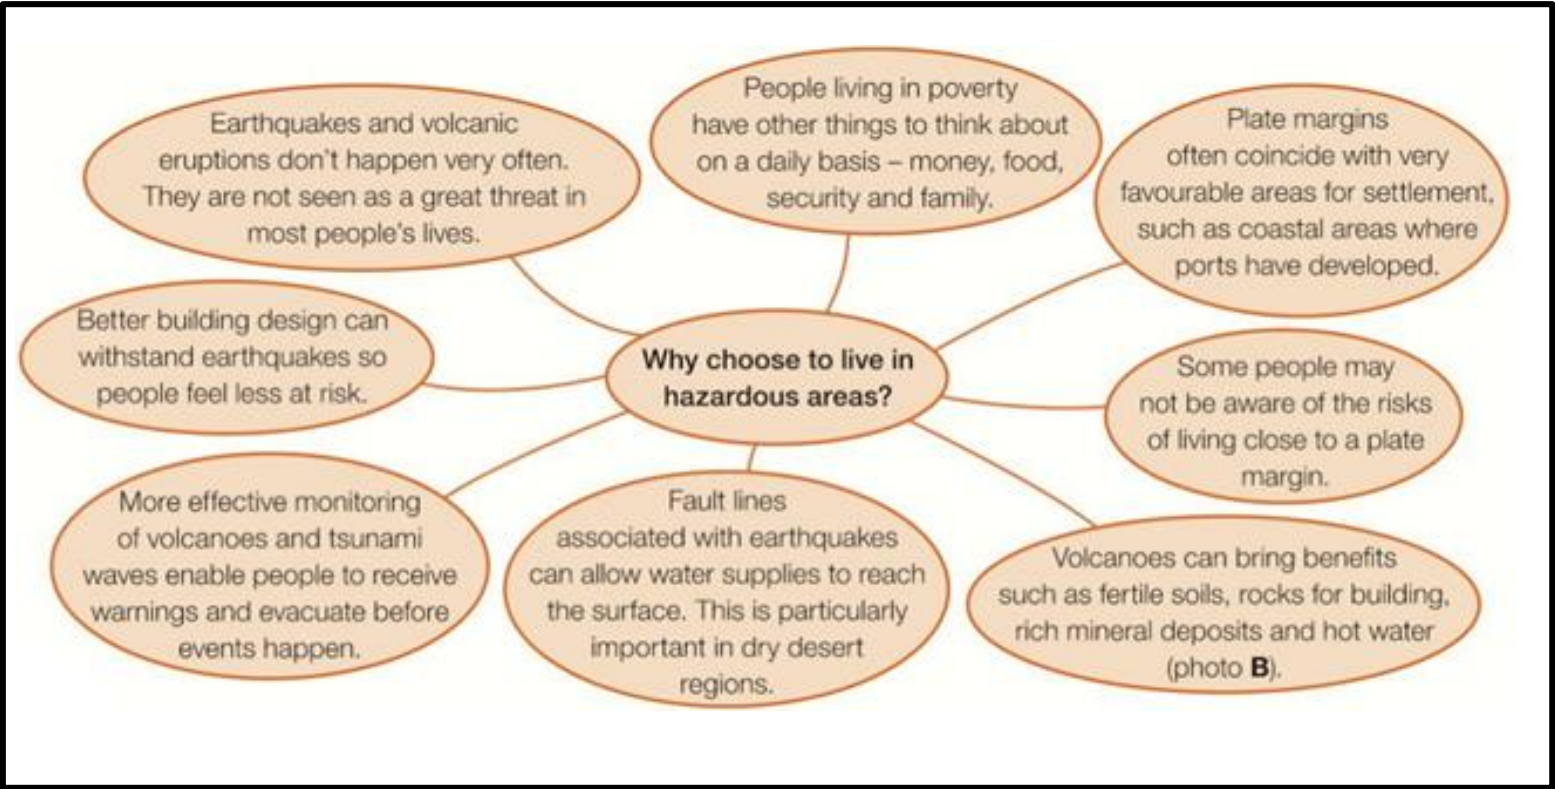 Earthquakes and volcanic
eruptions don't happen very often.
They are not seen as a great threat in
most people's lives.
People living in poverty
have other things to think about
on a daily basis – money, food,
security and family.
Plate margins
often coincide with very
favourable areas for settlement,
such as coastal areas where
ports have developed.
Better building design can
withstand earthquakes so
people feel less at risk.
Why choose to live in
hazardous areas?
Some people may
not be aware of the risks
of living close to a plate
margin.
More effective monitoring
of volcanoes and tsunami
waves enable people to receive
warnings and evacuate before
events happen.
Fault lines
associated with earthquakes
can allow water supplies to reach
the surface. This is particularly
important in dry desert
regions.
Volcanoes can bring benefits
such as fertile soils, rocks for building,
rich mineral deposits and hot water
(photo B).